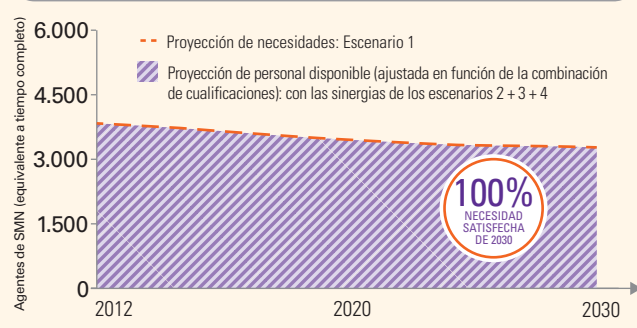 Agentes de SMN (equivalente a tiempo completo)
6.000
4.500
3.000
1.500
0
Proyección de necesidades: Escenario 1
Proyección de personal disponible (ajustada en función de la combinación
de cualificaciones): con las sinergias de los escenarios 2 + 3 + 4
100%
NECESIDAD
SATISFECHA
DE 2030
2012
2020
2030